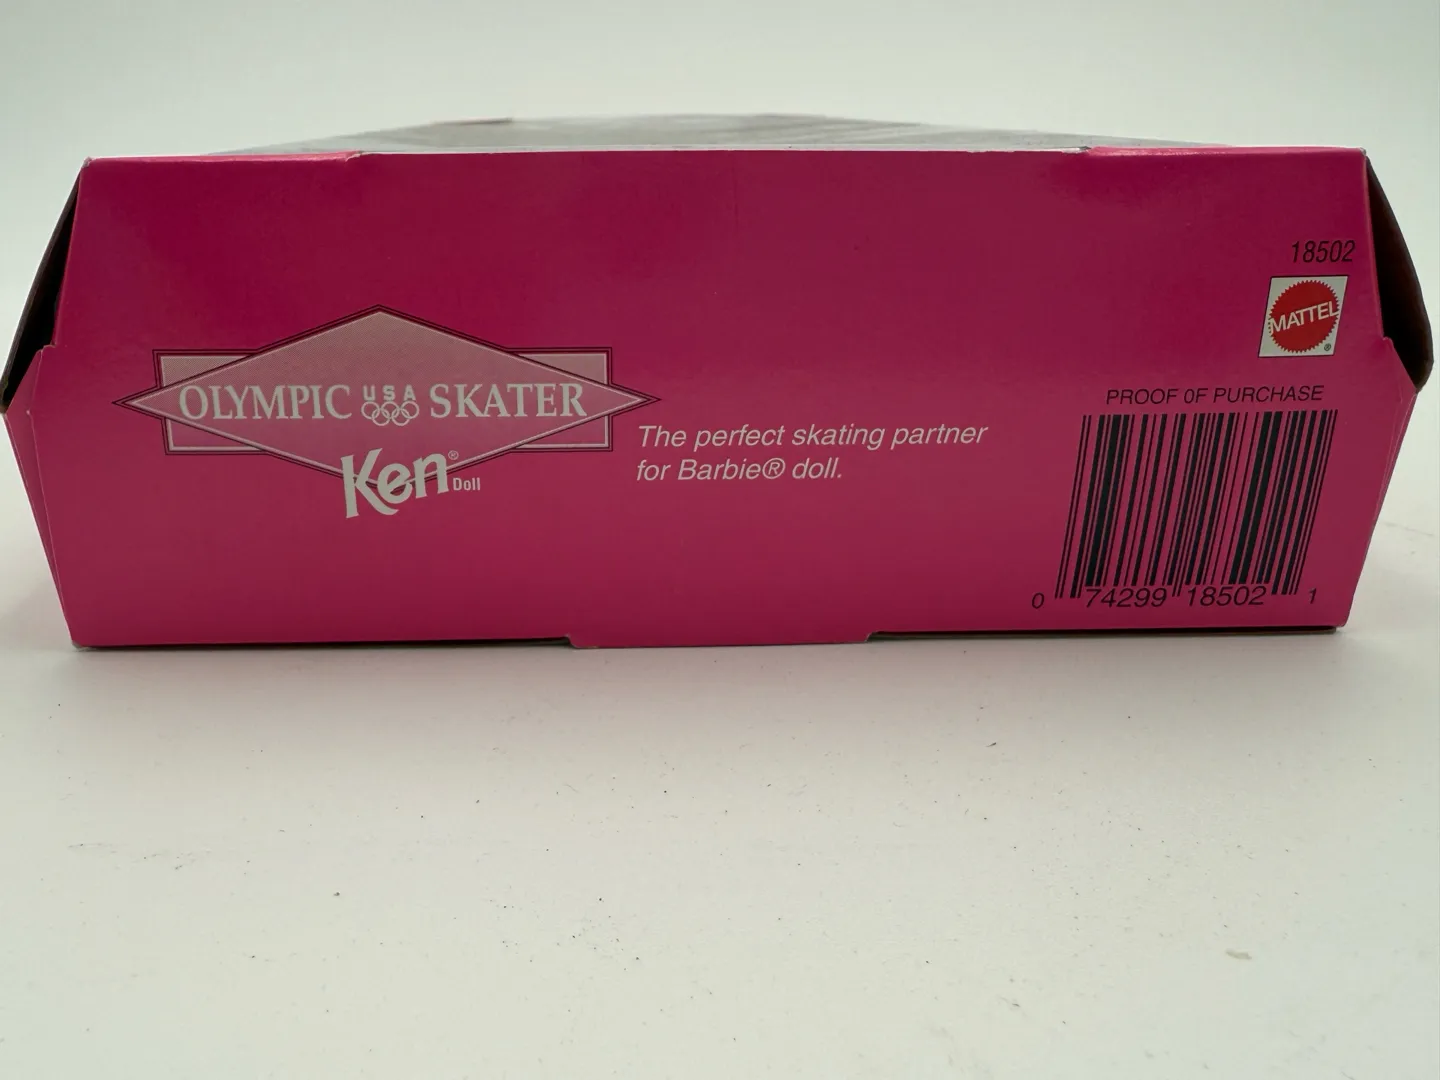 18502
MATTEL
®
OLYMPIC USA SKATER
Ken® Doll
The perfect skating partner
for Barbie® doll.
PROOF OF PURCHASE
0 74299 18502 1